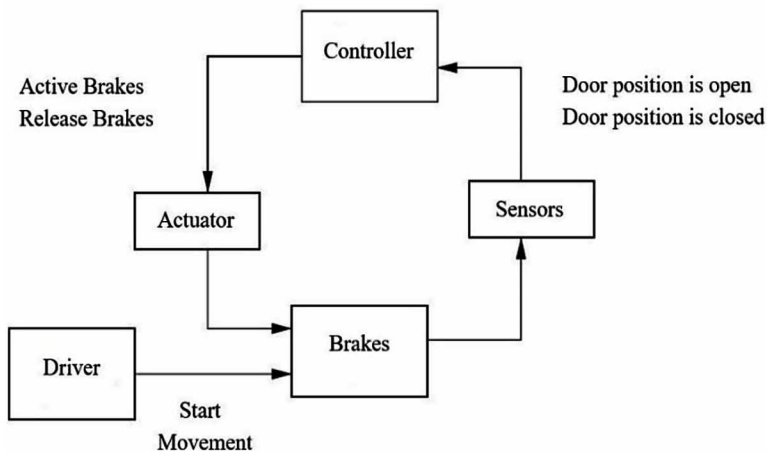 Controller
Active Brakes
Release Brakes
Door position is open
Door position is closed
Actuator
Sensors
Brakes
Driver
Start
Movement